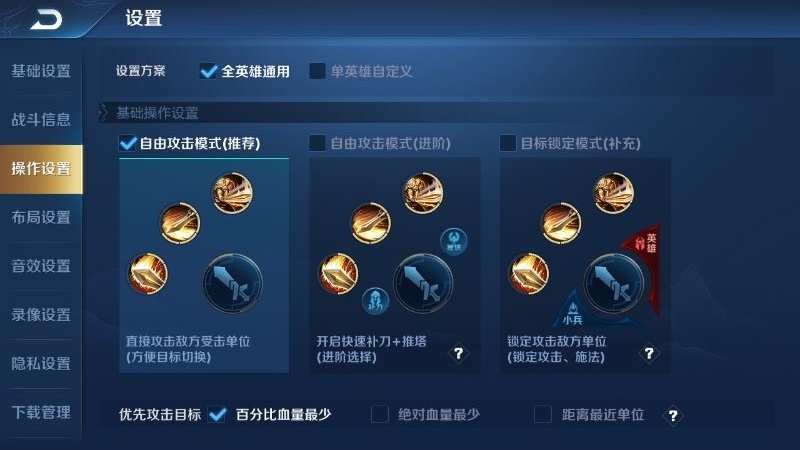 设置
基础设置
战斗信息
操作设置
布局设置
音效设置
录像设置
隐私设置
下载管理
设置方案 全英雄通用 单英雄自定义
基础操作设置
自由攻击模式(推荐) 自由攻击模式(进阶) 目标锁定模式(补充)
推塔
补刀
英雄
小兵
直接攻击敌方受击单位
(方便目标切换)
开启快速补刀+推塔
(进阶选择) ?
锁定攻击敌方单位
(锁定攻击、施法) ?
优先攻击目标 百分比血量最少 绝对血量最少 距离最近单位 ?